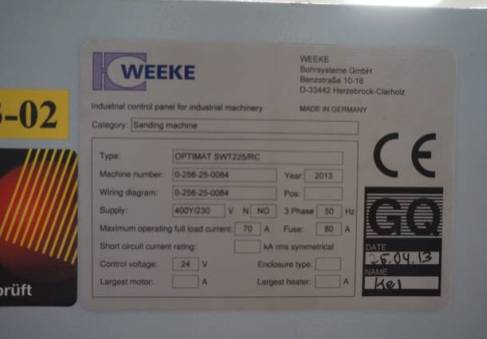 WEEKE
WEEKE
Bohrsysteme GmbH
Benzstraße 10-16
D-33442 Herzebrock-Clarholz
Industrial control panel for industrial machinery
MADE IN GERMANY
Category: Sanding machine
-02
Type: OPTIMAT SWT225/RC
Machine number: 0-256-25-0084 Year: 2013
Wiring diagram: 0-256-25-0084 Pos:
Supply: 400Y/230 V N NO 3 Phase 50 Hz
Maximum operating full load current: 70 A Fuse: 80 A
Short circuit current rating: kA rms symmetrical
Control voltage: 24 V Enclosure type:
Largest motor: A Largest heater: A
CE
GQ
DATE
26.04.13
NAME
Kel
prüft